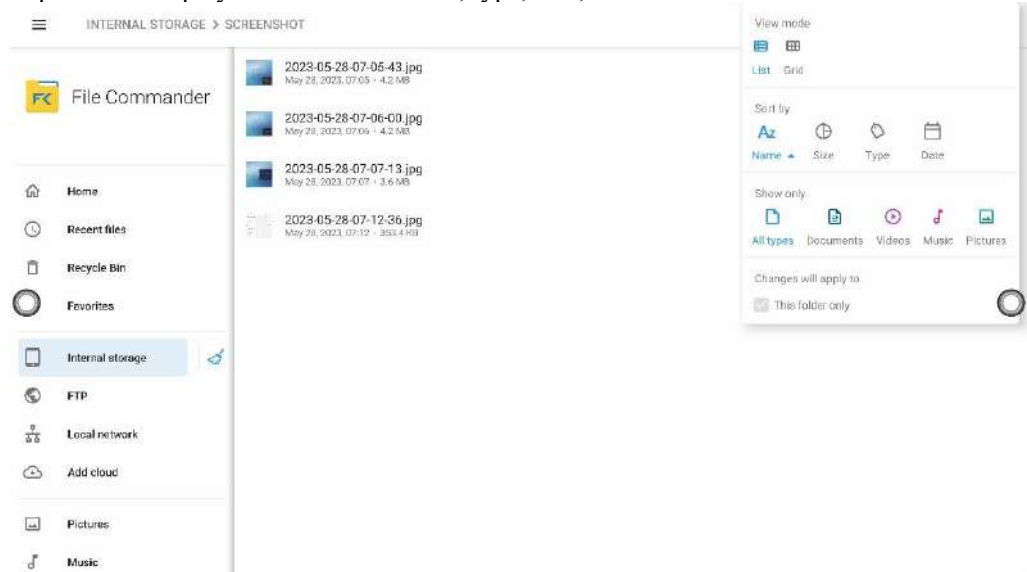 INTERNAL STORAGE > SCREENSHOT
File Commander
Home
Recent files
Recycle Bin
Favorites
Internal storage
FTP
Local network
Add cloud
Pictures
Music
2023-05-28-07-05-43.jpg
May 28, 2023, 07:05 · 4.2 MB
2023-05-28-07-06-00.jpg
May 28, 2023, 07:06 · 4.2 MB
2023-05-28-07-07-13.jpg
May 28, 2023, 07:07 · 3.6 MB
2023-05-28-07-12-36.jpg
May 28, 2023, 07:12 · 353.4 KB
View mode
List Grid
Sort by
Az
Name Size Type Date
Show only
All types Documents Videos Music Pictures
Changes will apply to
This folder only